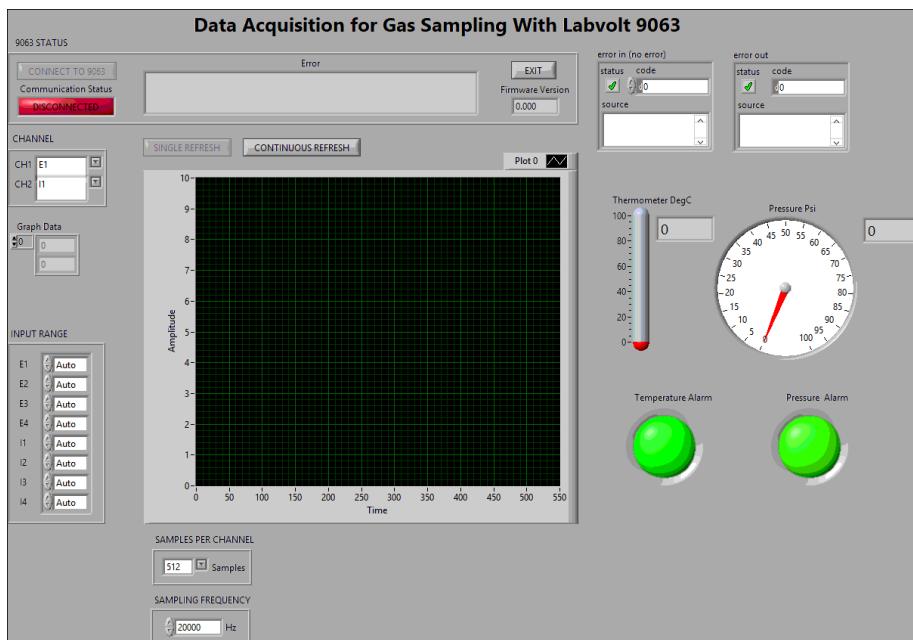 Data Acquisition for Gas Sampling With Labvolt 9063
9063 STATUS
CONNECT TO 9063
Communication Status
DISCONNECTED
Error
EXIT
Firmware Version
0.000
error in (no error)
status code
0
source
error out
status code
0
source
CHANNEL
CH1 E1
CH2 I1
SINGLE REFRESH
CONTINUOUS REFRESH
Plot 0
Graph Data
0
0
0
INPUT RANGE
E1 Auto
E2 Auto
E3 Auto
E4 Auto
I1 Auto
I2 Auto
I3 Auto
I4 Auto
Amplitude
10
9
8
7
6
5
4
3
2
1
0
0 50 100 150 200 250 300 350 400 450 500 550
Time
Thermometer DegC
0
100
80
60
40
20
0
Pressure Psi
0
0 5 10 15 20 25 30 35 40 45 50 55 60 65 70 75 80 85 90 95 100
Temperature Alarm
Pressure Alarm
SAMPLES PER CHANNEL
512 Samples
SAMPLING FREQUENCY
20000 Hz